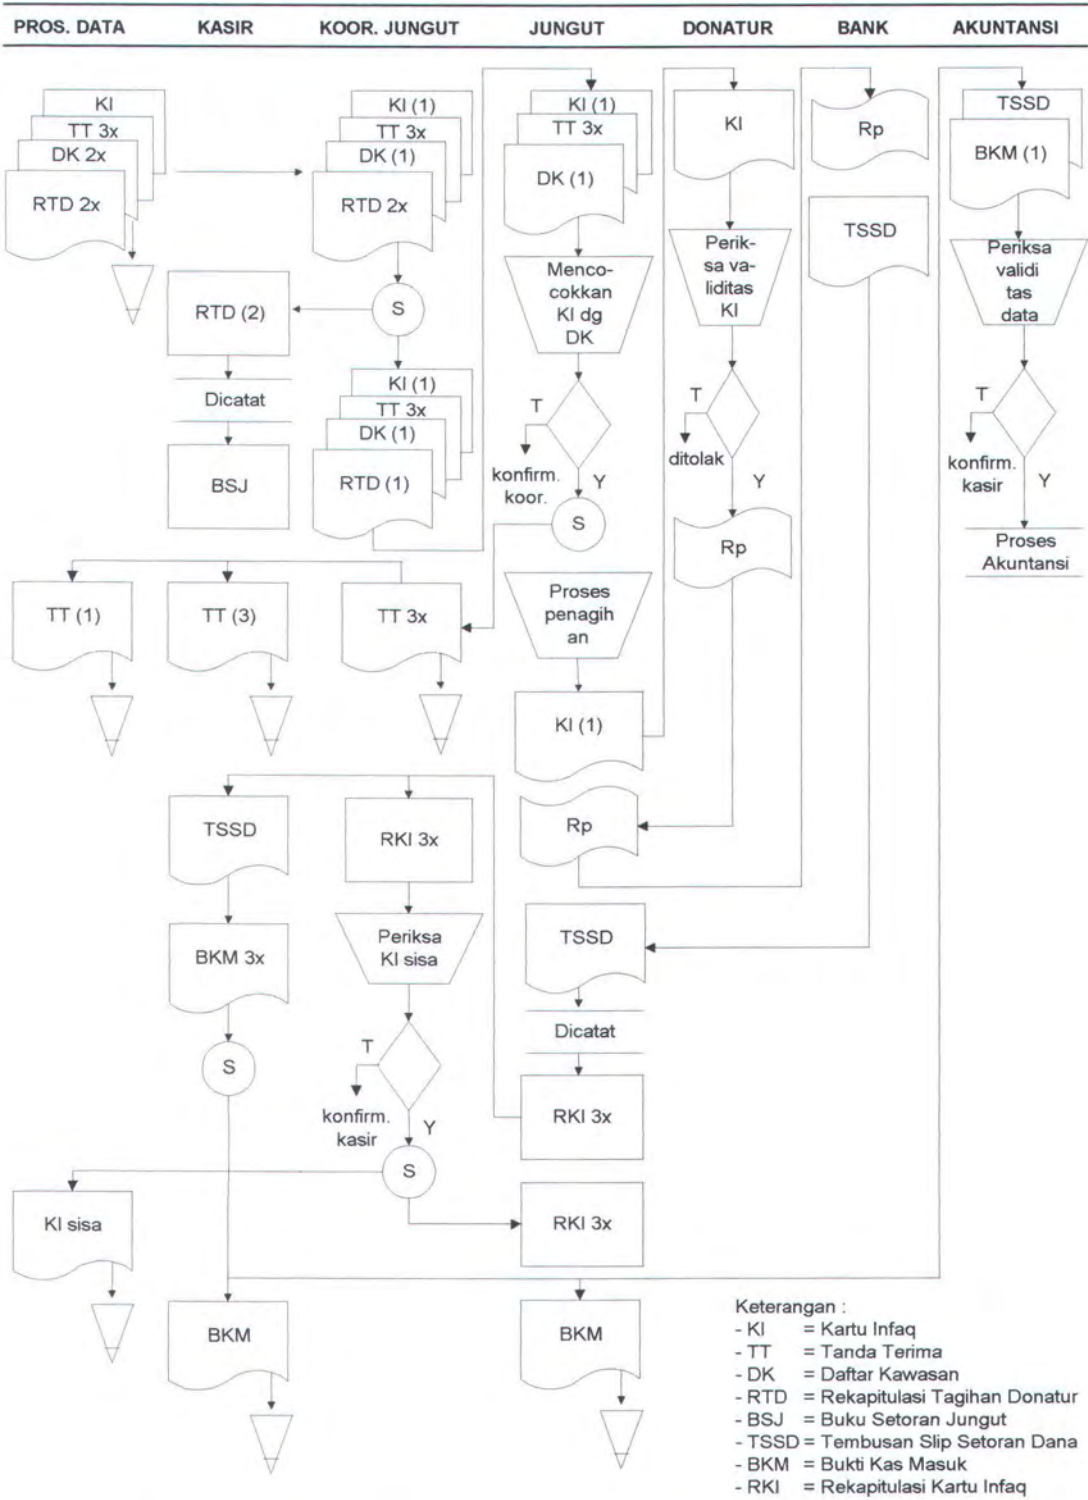 PROS. DATA
KASIR
KOOR. JUNGUT
JUNGUT
DONATUR
BANK
AKUNTANSI
KI
TT 3x
DK 2x
RTD 2x
RTD (2)
Dicatat
BSJ
KI (1)
TT 3x
DK (1)
RTD 2x
S
KI (1)
TT 3x
DK (1)
RTD (1)
KI (1)
TT 3x
DK (1)
Menco-
cokkan
KI dg
DK
T
konfirm.
koor.
Y
S
KI
Perik-
sa va-
liditas
KI
T
ditolak
Y
Rp
Rp
TSSD
TSSD
BKM (1)
Periksa
validi
tas
data
T
konfirm.
kasir
Y
Proses
Akuntansi
TT (1)
TT (3)
TT 3x
Proses
penagih
an
KI (1)
Rp
TSSD
Dicatat
RKI 3x
TSSD
BKM 3x
S
RKI 3x
Periksa
KI sisa
T
konfirm.
kasir
Y
S
RKI 3x
KI sisa
BKM
BKM
Keterangan :
- KI = Kartu Infaq
- TT = Tanda Terima
- DK = Daftar Kawasan
- RTD = Rekapitulasi Tagihan Donatur
- BSJ = Buku Setoran Jungut
- TSSD = Tembusan Slip Setoran Dana
- BKM = Bukti Kas Masuk
- RKI = Rekapitulasi Kartu Infaq